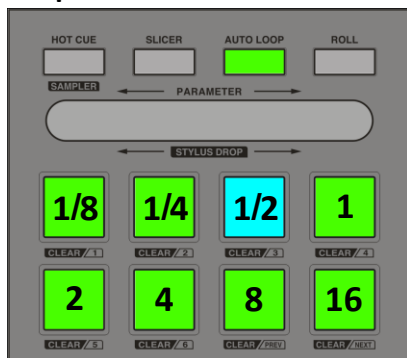 HOT CUE SLICER AUTO LOOP ROLL
SAMPLER
PARAMETER
STYLUS DROP
1/8 1/4 1/2 1
CLEAR / 1 CLEAR / 2 CLEAR / 3 CLEAR / 4
2 4 8 16
CLEAR / 5 CLEAR / 6 CLEAR / PREV CLEAR / NEXT